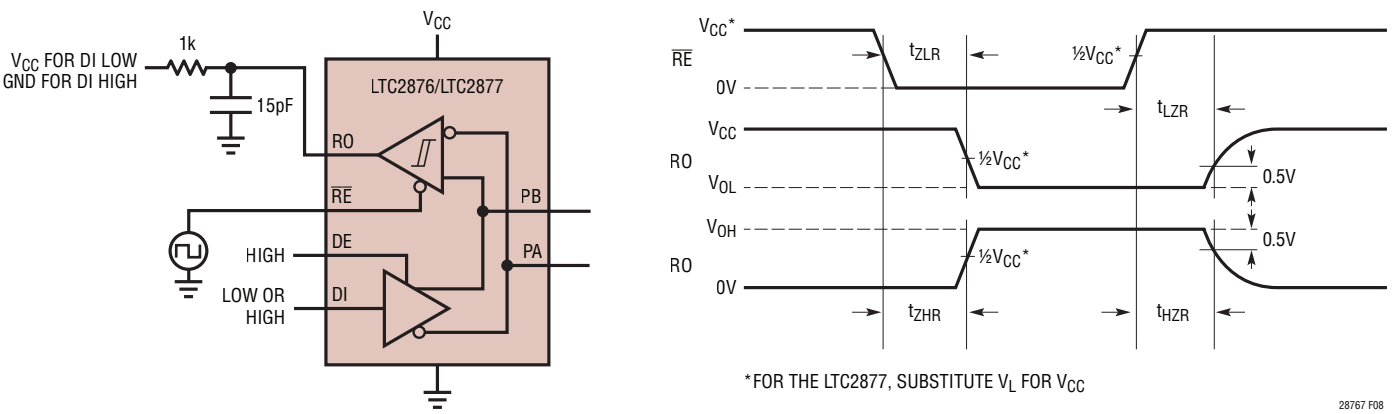 V_CC
1k
V_CC FOR DI LOW
GND FOR DI HIGH
15pF
LTC2876/LTC2877
RO
R̅E̅
PB
DE
HIGH
PA
LOW OR
HIGH
DI
V_CC*
R̅E̅
0V
t_ZLR
½V_CC*
t_LZR
V_CC
RO
V_OL
½V_CC*
0.5V
V_OH
RO
0V
½V_CC*
0.5V
t_ZHR
t_HZR
*FOR THE LTC2877, SUBSTITUTE V_L FOR V_CC
28767 F08